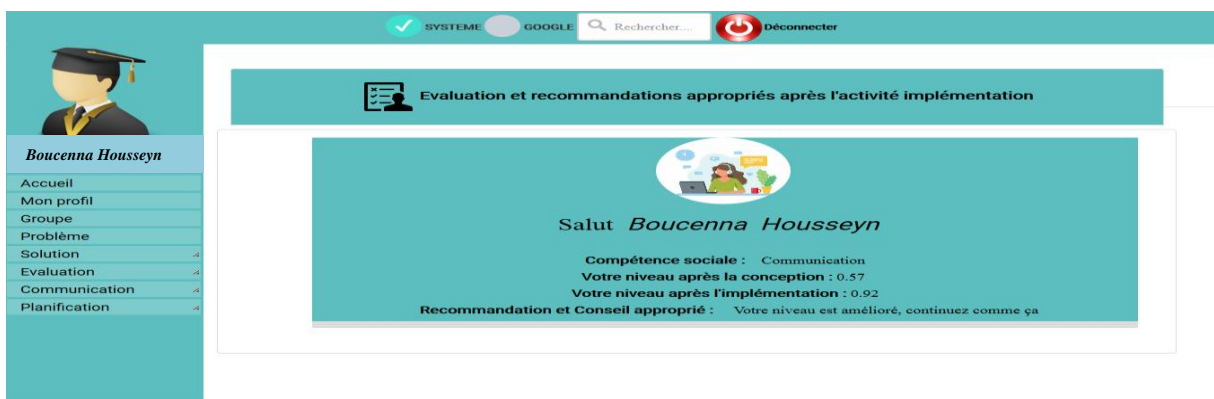 SYSTEME GOOGLE Rechercher.... Déconnecter
Evaluation et recommandations appropriés après l'activité implémentation
Boucenna Housseyn
Accueil
Mon profil
Groupe
Problème
Solution
Evaluation
Communication
Planification
Salut Boucenna Housseyn
Compétence sociale : Communication
Votre niveau après la conception : 0.57
Votre niveau après l'implémentation : 0.92
Recommandation et Conseil approprié : Votre niveau est amélioré, continuez comme ça